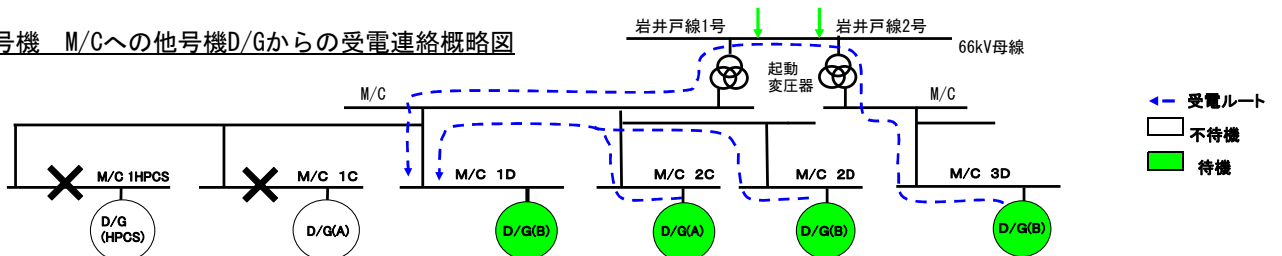 号機　M/Cへの他号機D/Gからの受電連絡概略図
岩井戸線1号
岩井戸線2号
66kV母線
起動
変圧器
M/C
M/C
受電ルート
不待機
待機
M/C 1HPCS
M/C 1C
M/C 1D
M/C 2C
M/C 2D
M/C 3D
D/G
(HPCS)
D/G(A)
D/G(B)
D/G(A)
D/G(B)
D/G(B)